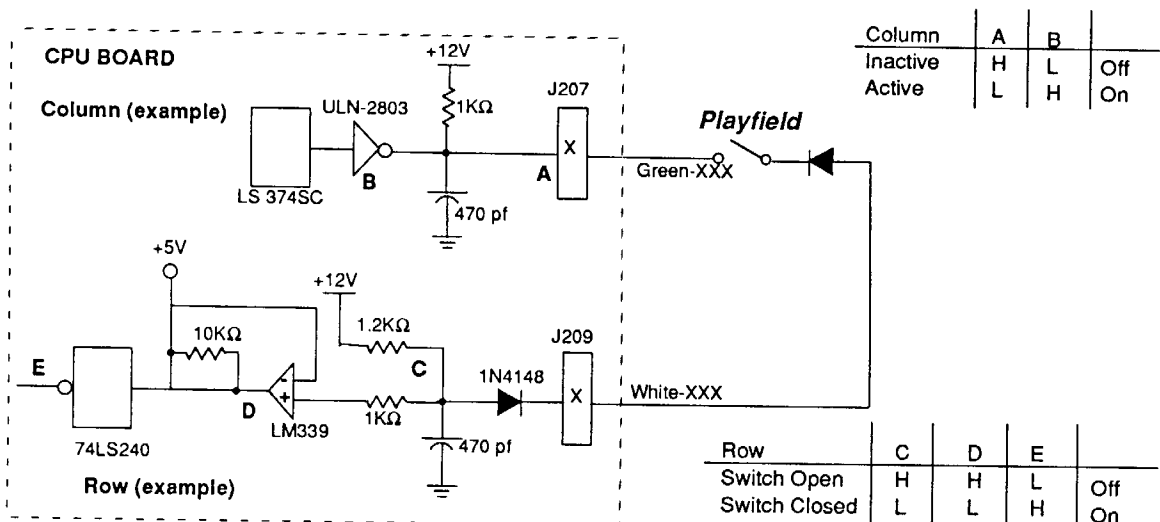 CPU BOARD
Column (example)
ULN-2803
+12V
1KΩ
J207
LS 374SC
B
A
X
470 pf
Green-XXX
Playfield
Column A B
Inactive H L Off
Active L H On
+5V
+12V
10KΩ
1.2KΩ
C
J209
E
1N4148
X
White-XXX
D
-
+
LM339
1KΩ
470 pf
74LS240
Row (example)
Row C D E
Switch Open H H L Off
Switch Closed L L H On